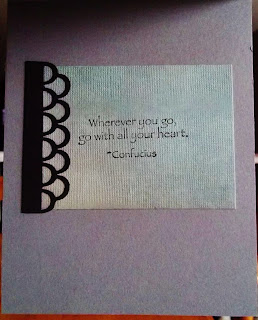 Wherever you go,
go with all your heart.
~Confucius